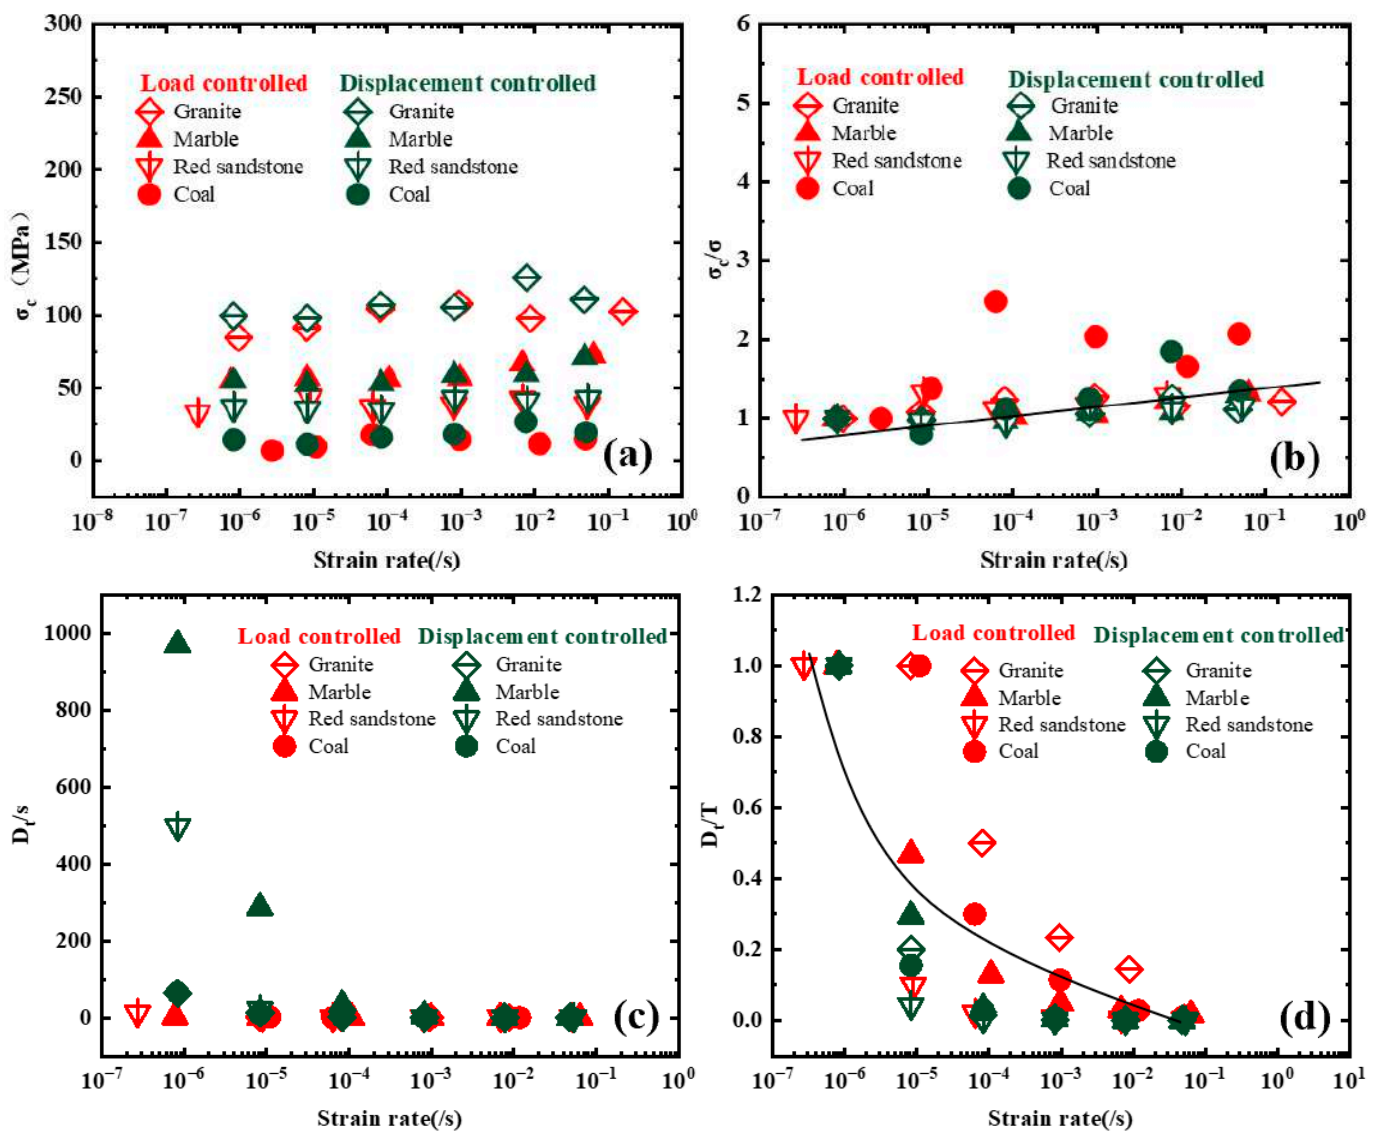 300
250
200
150
100
50
0
σc (MPa)
Load controlled Displacement controlled
Granite Granite
Marble Marble
Red sandstone Red sandstone
Coal Coal
(a)
10⁻⁸ 10⁻⁷ 10⁻⁶ 10⁻⁵ 10⁻⁴ 10⁻³ 10⁻² 10⁻¹ 10⁰
Strain rate(/s)
6
5
4
3
2
1
0
σc/σ
Load controlled Displacement controlled
Granite Granite
Marble Marble
Red sandstone Red sandstone
Coal Coal
(b)
10⁻⁷ 10⁻⁶ 10⁻⁵ 10⁻⁴ 10⁻³ 10⁻² 10⁻¹ 10⁰
Strain rate(/s)
1000
800
600
400
200
0
Dt/s
Load controlled Displacement controlled
Granite Granite
Marble Marble
Red sandstone Red sandstone
Coal Coal
(c)
10⁻⁷ 10⁻⁶ 10⁻⁵ 10⁻⁴ 10⁻³ 10⁻² 10⁻¹ 10⁰
Strain rate(/s)
1.2
1.0
0.8
0.6
0.4
0.2
0.0
Dt/T
Load controlled Displacement controlled
Granite Granite
Marble Marble
Red sandstone Red sandstone
Coal Coal
(d)
10⁻⁷ 10⁻⁶ 10⁻⁵ 10⁻⁴ 10⁻³ 10⁻² 10⁻¹ 10⁰ 10¹
Strain rate(/s)